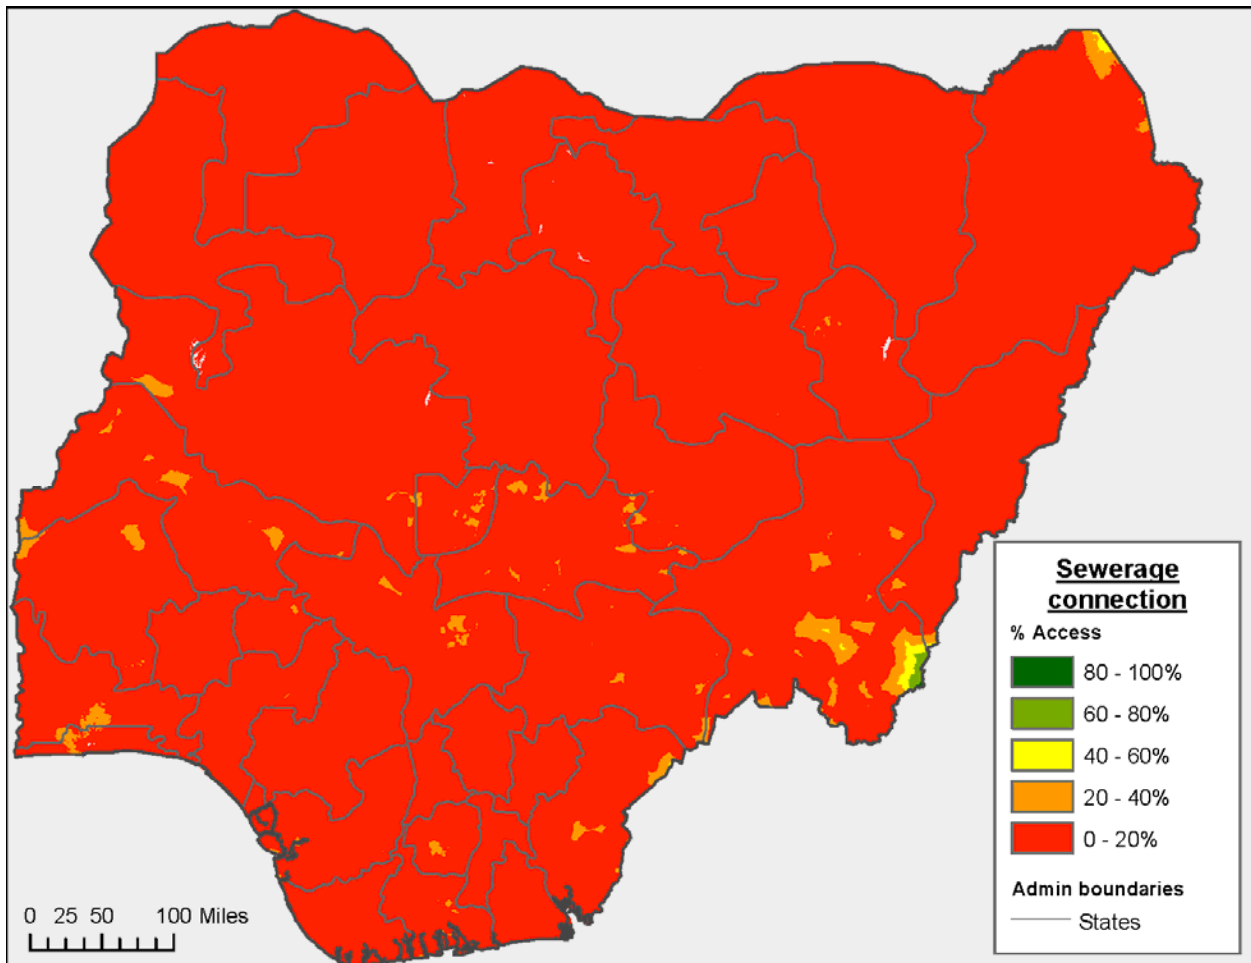 Sewerage
connection
% Access
80 - 100%
60 - 80%
40 - 60%
20 - 40%
0 - 20%
Admin boundaries
States
0 25 50 100 Miles